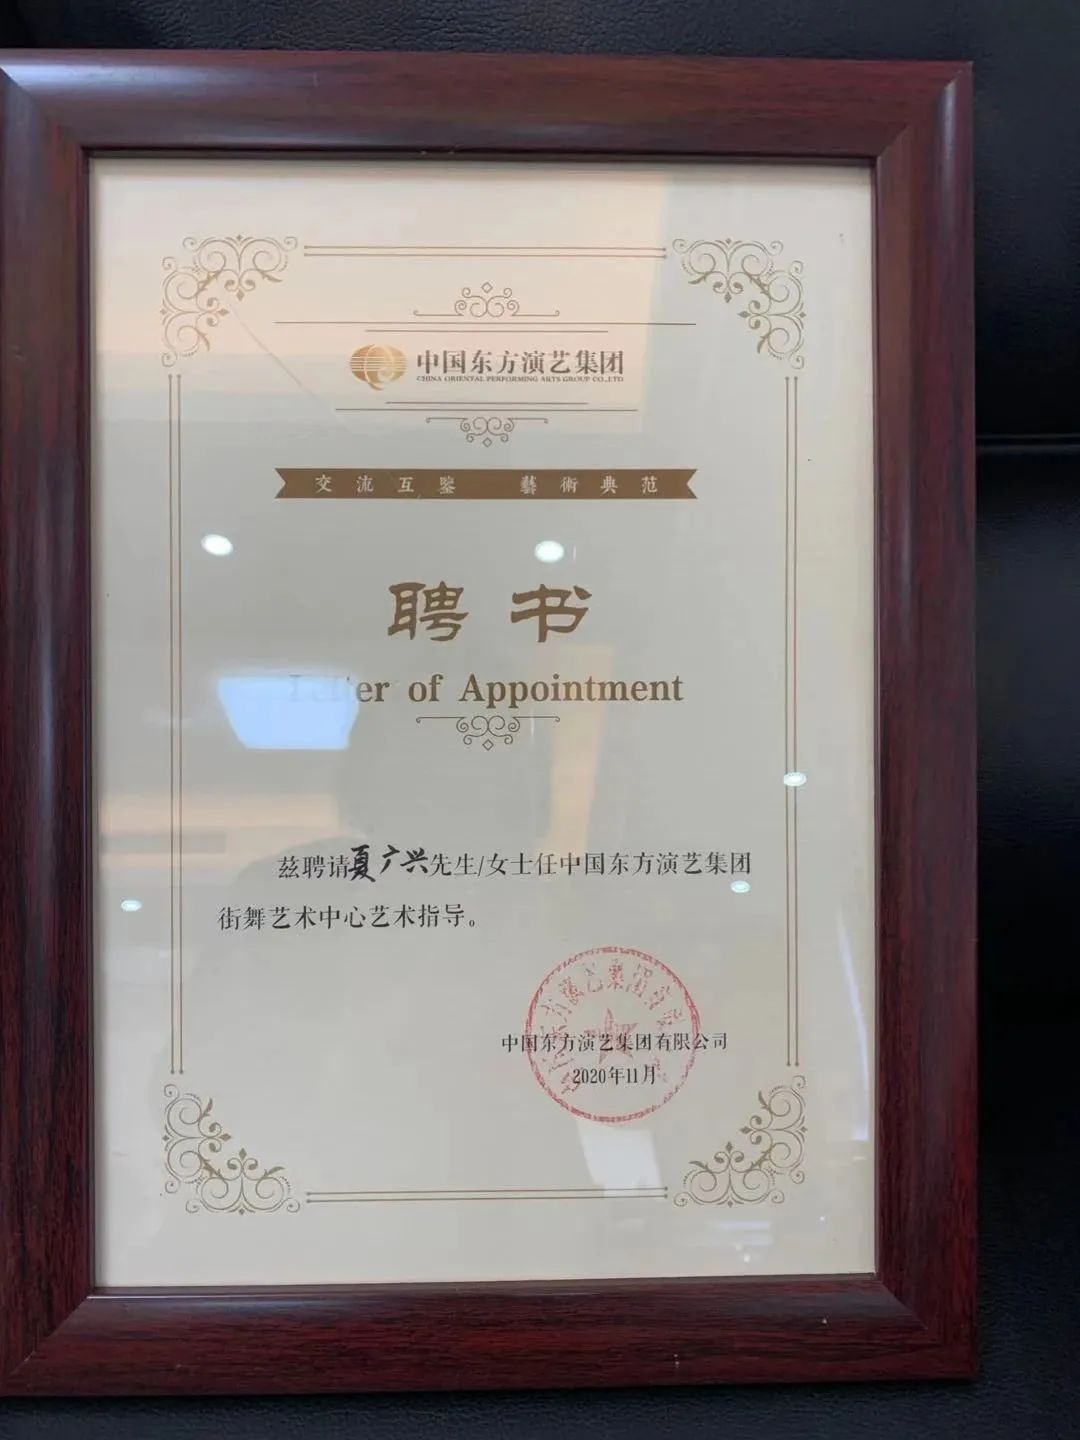 中国东方演艺集团
CHINA ORIENTAL PERFORMING ARTS GROUP CO.,LTD
交流互鑒 藝術典范
聘书
Letter of Appointment
兹聘请夏广兴先生/女士任中国东方演艺集团
街舞艺术中心艺术指导。
中国东方演艺集团有限公司
2020年11月